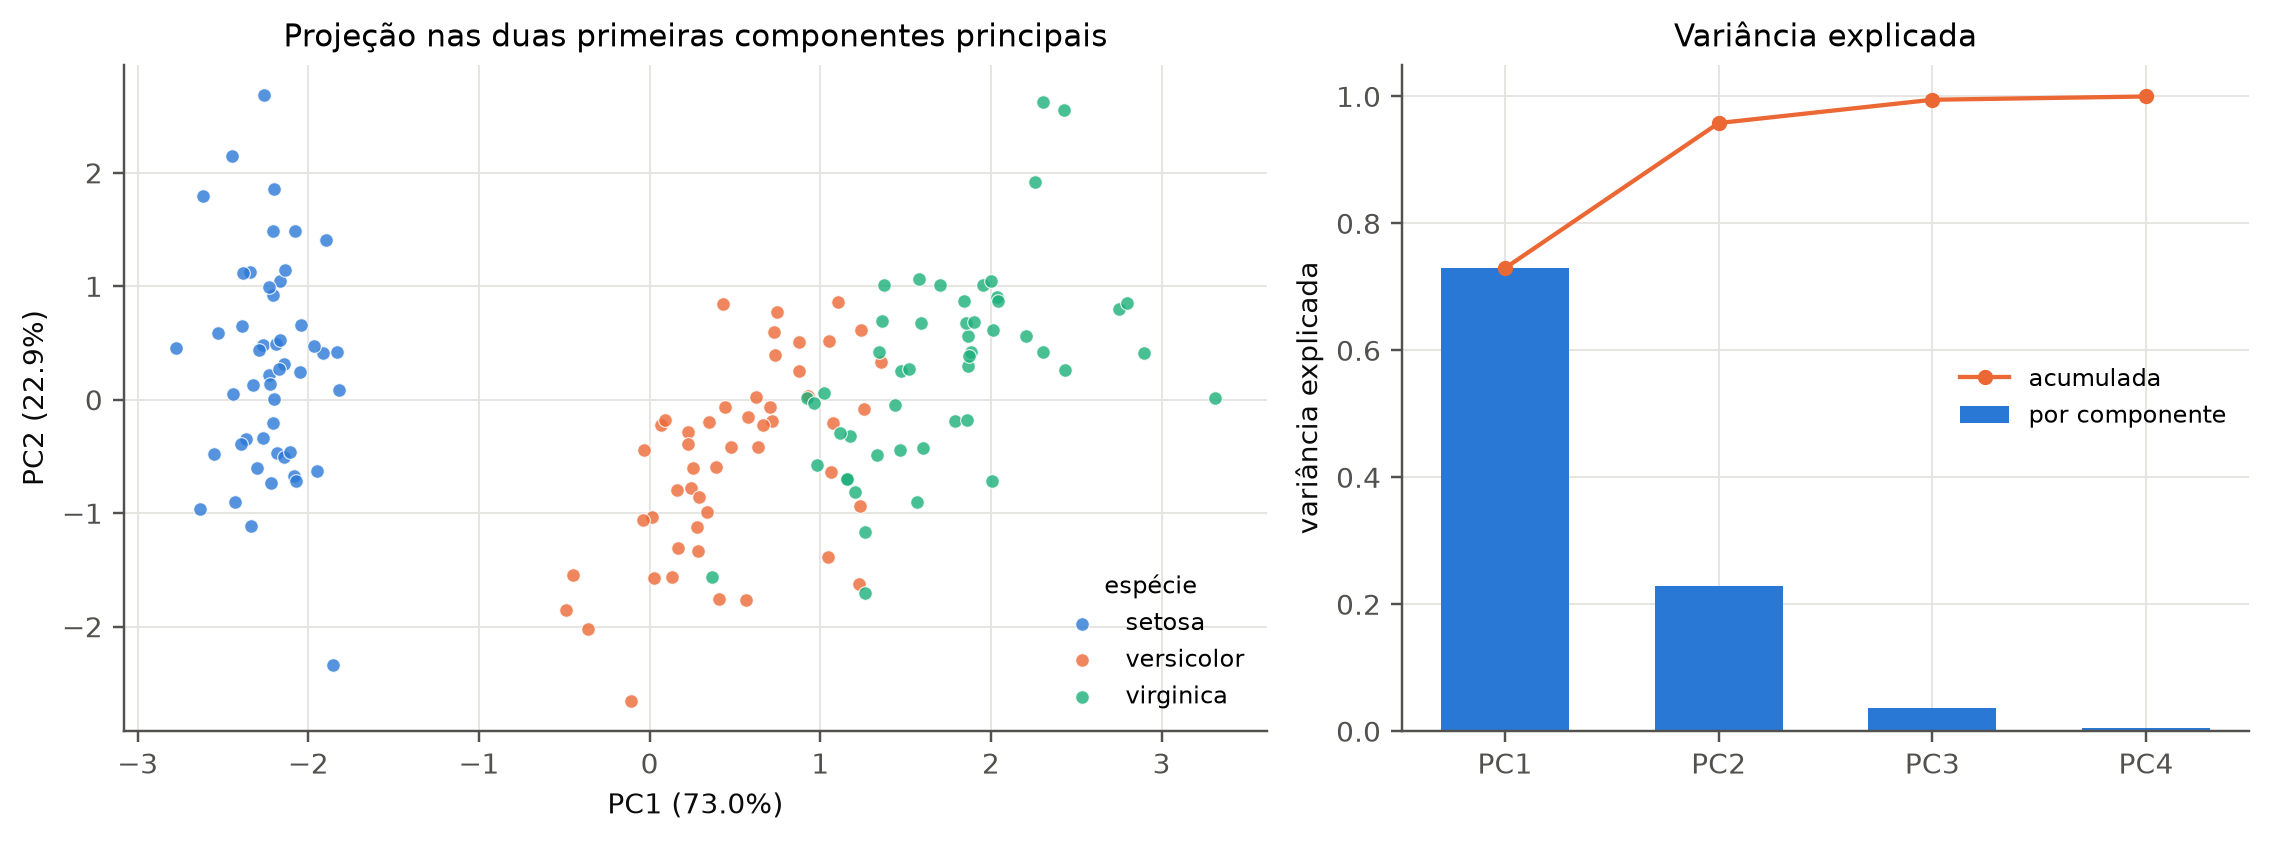 Projeção nas duas primeiras componentes principais
PC2 (22.9%)
2
1
0
−1
−2
espécie
setosa
versicolor
virginica
−3
−2
−1
0
1
2
3
PC1 (73.0%)
Variância explicada
variância explicada
1.0
0.8
0.6
0.4
0.2
0.0
acumulada
por componente
PC1
PC2
PC3
PC4